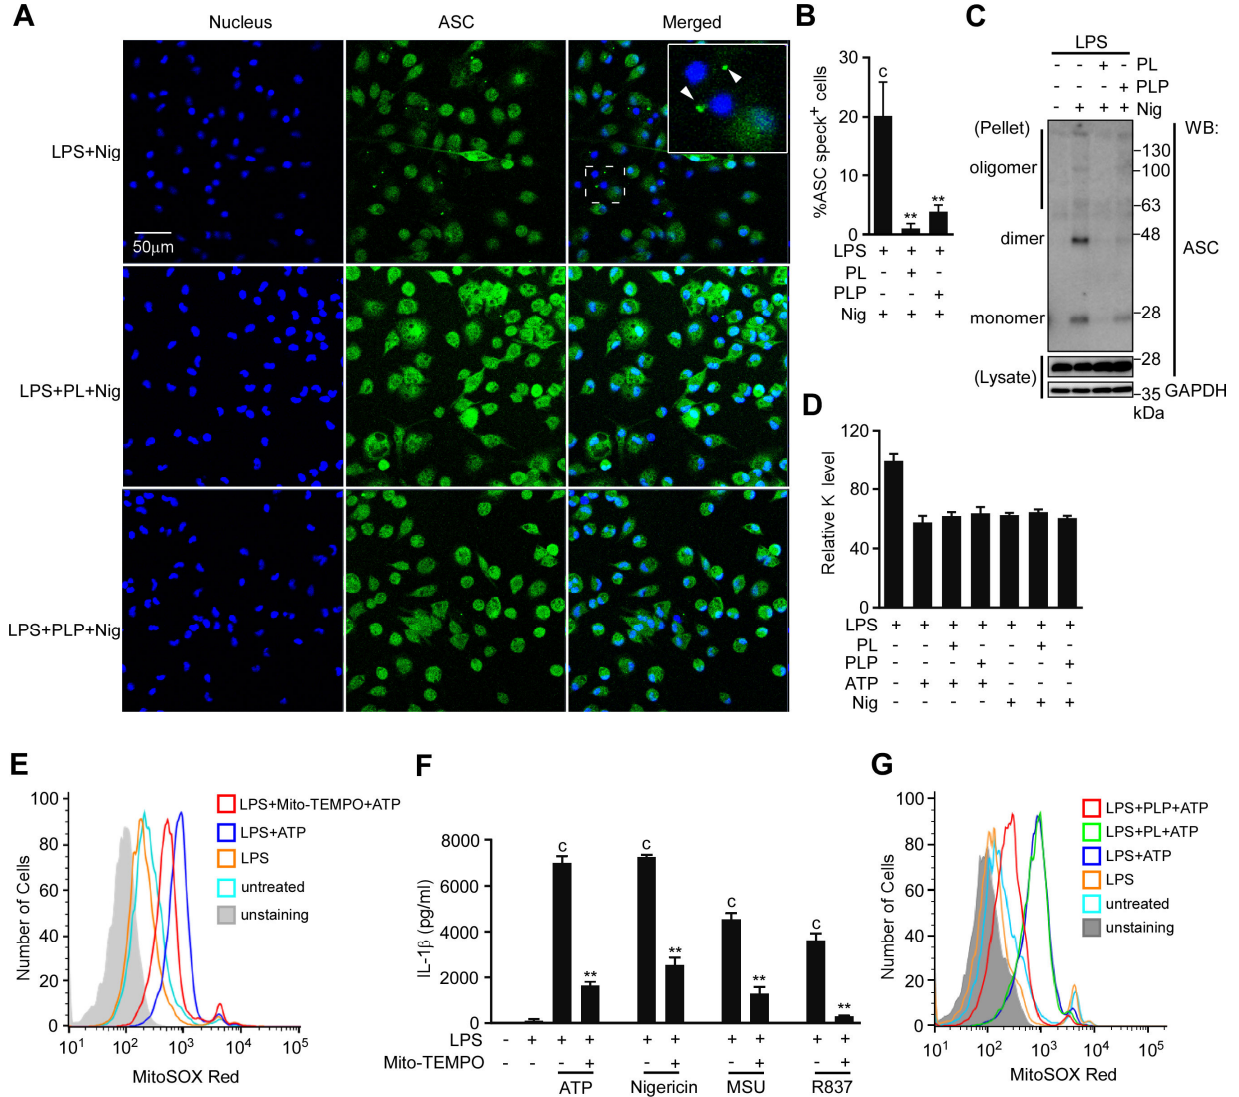 A
Nucleus ASC Merged
LPS+Nig
50μm
LPS+PL+Nig
LPS+PLP+Nig
B
%ASC speck+ cells
30
20
10
0
C
** **
LPS + + +
PL - + -
PLP - - +
Nig + + +
C
LPS
- - + - PL
- - - + PLP
- + + + Nig
(Pellet) WB:
oligomer
130
100
63
dimer 48
ASC
monomer 28
(Lysate) 28
35 GAPDH
kDa
D
Relative K level
120
80
40
0
LPS + + + + + + +
PL - - + - - + -
PLP - - - + - - +
ATP - + + + - - -
Nig - - - - + + +
E
Number of Cells
100
80
60
40
20
0
101 102 103 104 105
MitoSOX Red
LPS+Mito-TEMPO+ATP
LPS+ATP
LPS
untreated
unstaining
F
IL-1β (pg/ml)
8000
6000
4000
2000
0
C ** C ** C ** C **
LPS - + + + + + + + + +
Mito-TEMPO - - - + - + - + - +
ATP Nigericin MSU R837
G
Number of Cells
100
80
60
40
20
0
101 102 103 104 105
MitoSOX Red
LPS+PLP+ATP
LPS+PL+ATP
LPS+ATP
LPS
untreated
unstaining